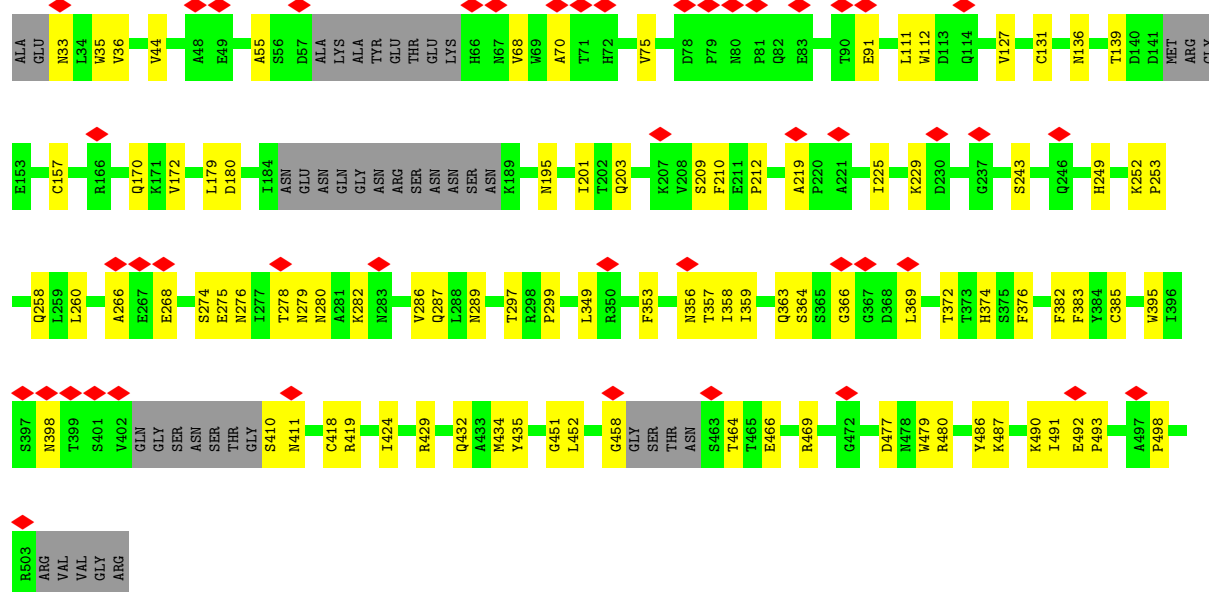 ALA GLU N33 L34 W35 V36 V44 A48 E49 A55 S56 D57 ALA LYS ALA TYR GLU THR GLU LYS H66 N67 V68 W69 A70 T71 H72 V75 D78 P79 N80 P81 Q82 E83 T90 E91 L111 W112 D113 Q114 V127 C131 N136 T139 D140 D141 MET ARG
E153 C157 R166 Q170 K171 V172 L179 D180 I184 ASN GLU ASN GLN GLY ASN ARG SER ASN ASN SER ASN K189 N195 I201 T202 Q203 K207 V208 S209 F210 E211 P212 A219 P220 A221 I225 K229 D230 G237 S243 Q246 H249 K252 P253
Q258 L259 L260 A266 E267 E268 S274 E275 N276 I277 T278 N279 N280 A281 K282 N283 V286 Q287 L288 N289 T297 R298 P299 L349 R350 F353 N356 T357 I358 I359 Q363 S364 S365 G366 G367 D368 L369 T372 T373 H374 S375 F376 F382 F383 Y384 C385 W395 I396
S397 N398 T399 S401 V402 GLN GLY SER ASN SER THR GLY S410 N411 C418 R419 I424 R429 Q432 A433 M434 Y435 G451 L452 G458 GLY SER THR ASN S463 T464 T465 E466 R469 G472 D477 N478 W479 R480 Y486 K487 K490 I491 E492 P493 A497 P498
R503 ARG VAL VAL GLY ARG